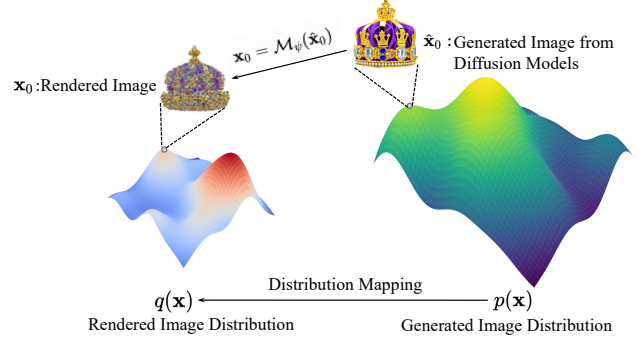 𝐱₀ = ℳ_ψ(𝐱̂₀)
𝐱̂₀ :Generated Image from
Diffusion Models
𝐱₀ :Rendered Image
Distribution Mapping
q(𝐱)
p(𝐱)
Rendered Image Distribution
Generated Image Distribution